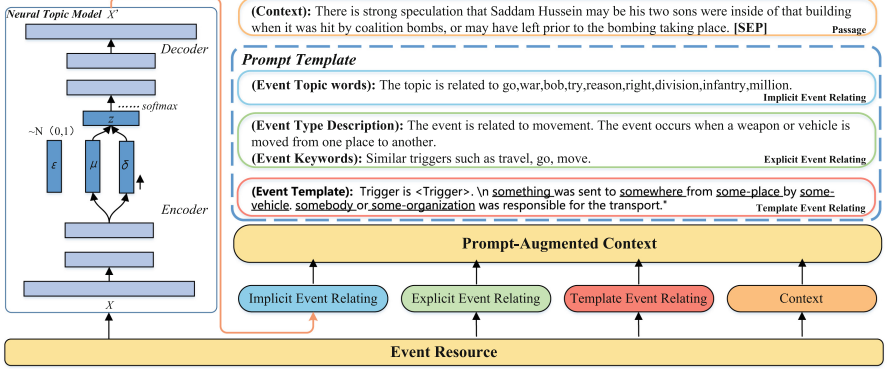 Neural Topic Model X'
Decoder
softmax
z
~N（0,1）
ε
μ
δ
Encoder
X
(Context): There is strong speculation that Saddam Hussein may be his two sons were inside of that building
when it was hit by coalition bombs, or may have left prior to the bombing taking place. [SEP]
Passage
Prompt Template
(Event Topic words): The topic is related to go,war,bob,try,reason,right,division,infantry,million.
Implicit Event Relating
(Event Type Description): The event is related to movement. The event occurs when a weapon or vehicle is
moved from one place to another.
(Event Keywords): Similar triggers such as travel, go, move.
Explicit Event Relating
(Event Template): Trigger is <Trigger>. \n something was sent to somewhere from some-place by some-
vehicle. somebody or some-organization was responsible for the transport."
Template Event Relating
Prompt-Augmented Context
Implicit Event Relating
Explicit Event Relating
Template Event Relating
Context
Event Resource